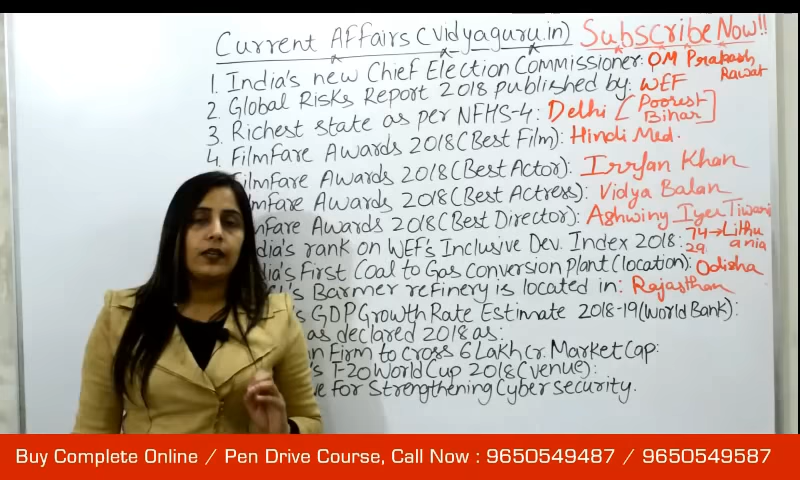 Current Affairs (vidyaguru.in) Subscribe Now!!
1. India's new Chief Election Commissioner: OM Prakash Rawat
2. Global Risks Report 2018 published by: WEF
3. Richest state as per NFHS-4: Delhi [Poorest Bihar]
4. FilmFare Awards 2018 (Best Film): Hindi Med.
FilmFare Awards 2018 (Best Actor): Irrfan Khan
lmFare Awards 2018 (Best Actress): Vidya Balan
mFare Awards 2018 (Best Director): Ashwiny Iyer Tiwari
dia's rank on WEF's Inclusive Dev. Index 2018: 74→Lithuania 29
dia's First Coal to Gas Conversion Plant (location): Odisha
's Barmer refinery is located in: Rajasthan
's GDP Growth Rate Estimate 2018-19 (World Bank):
as declared 2018 as:
n Firm to cross 6 Lakh Cr. Market Cap:
's T-20 World Cup 2018 (venue):
ve for Strengthening Cyber security.
Buy Complete Online / Pen Drive Course, Call Now : 9650549487 / 9650549587